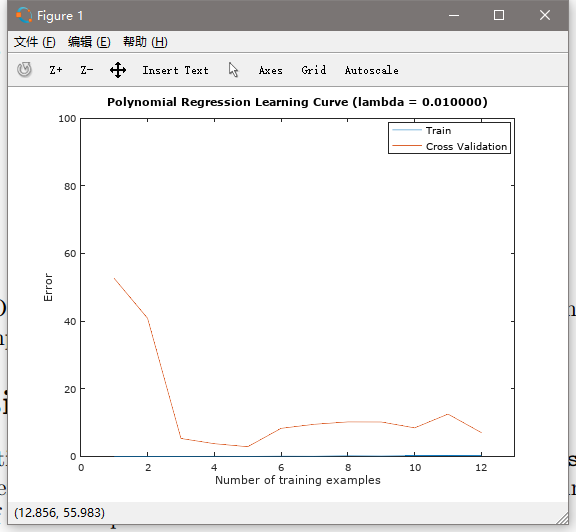 Figure 1
文件 (F) 编辑 (E) 帮助 (H)
Z+ Z- Insert Text Axes Grid Autoscale
Polynomial Regression Learning Curve (lambda = 0.010000)
Train
Cross Validation
100
80
60
40
20
0
Error
0 2 4 6 8 10 12
Number of training examples
(12.856, 55.983)